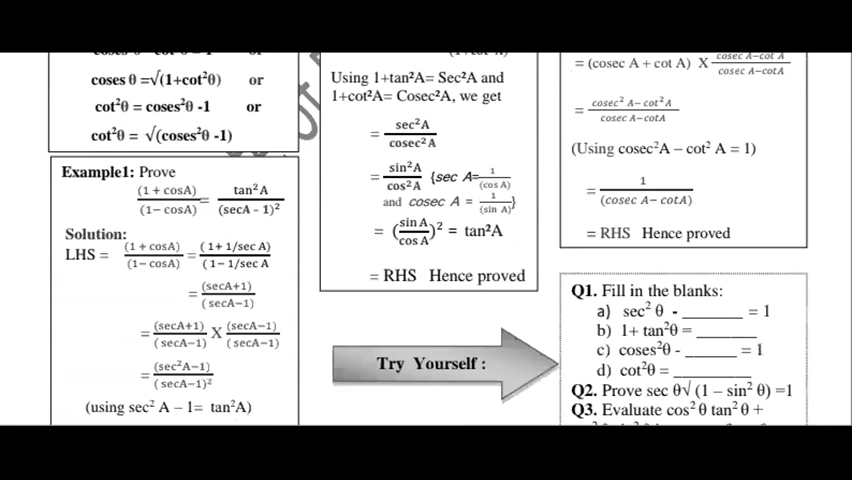 coses θ =√(1+cot²θ) or
cot²θ = coses²θ -1 or
cot²θ = √(coses²θ -1)
Example1: Prove
(1 + cosA)/(1− cosA) = tan²A/(secA - 1)²
Solution:
LHS = (1 + cosA)/(1− cosA) = (1+ 1/sec A)/(1− 1/sec A
= (secA+1)/(secA−1)
= (secA+1)/(secA−1) X (secA−1)/(secA−1)
= (sec²A−1)/(secA−1)²
(using sec² A – 1= tan²A)
Using 1+tan²A= Sec²A and
1+cot²A= Cosec²A, we get
= sec²A/cosec²A
= sin²A/cos²A {sec A= 1/(cos A)
and cosec A = 1/(sin A)}
= (sin A/cos A)² = tan²A
= RHS Hence proved
Try Yourself :
= (cosec A + cot A) X cosec A−cot A/cosec A−cotA
= cosec² A− cot² A/cosec A−cotA
(Using cosec²A – cot² A = 1)
= 1/(cosec A− cotA)
= RHS Hence proved
Q1. Fill in the blanks:
a) sec² θ - _______ = 1
b) 1+ tan²θ = _______
c) coses²θ - ______ = 1
d) cot²θ = _________
Q2. Prove sec θ√ (1 – sin² θ) =1
Q3. Evaluate cos² θ tan² θ +